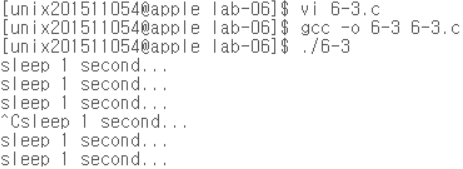 [unix201511054@apple lab-06]$ vi 6-3.c
[unix201511054@apple lab-06]$ gcc -o 6-3 6-3.c
[unix201511054@apple lab-06]$ ./6-3
sleep 1 second...
sleep 1 second...
sleep 1 second...
^Csleep 1 second...
sleep 1 second...
sleep 1 second...